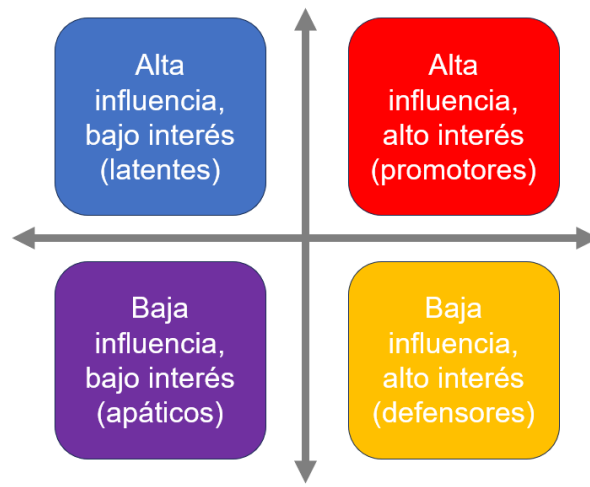 Alta
influencia,
bajo interés
(latentes)
Alta
influencia,
alto interés
(promotores)
Baja
influencia,
bajo interés
(apáticos)
Baja
influencia,
alto interés
(defensores)